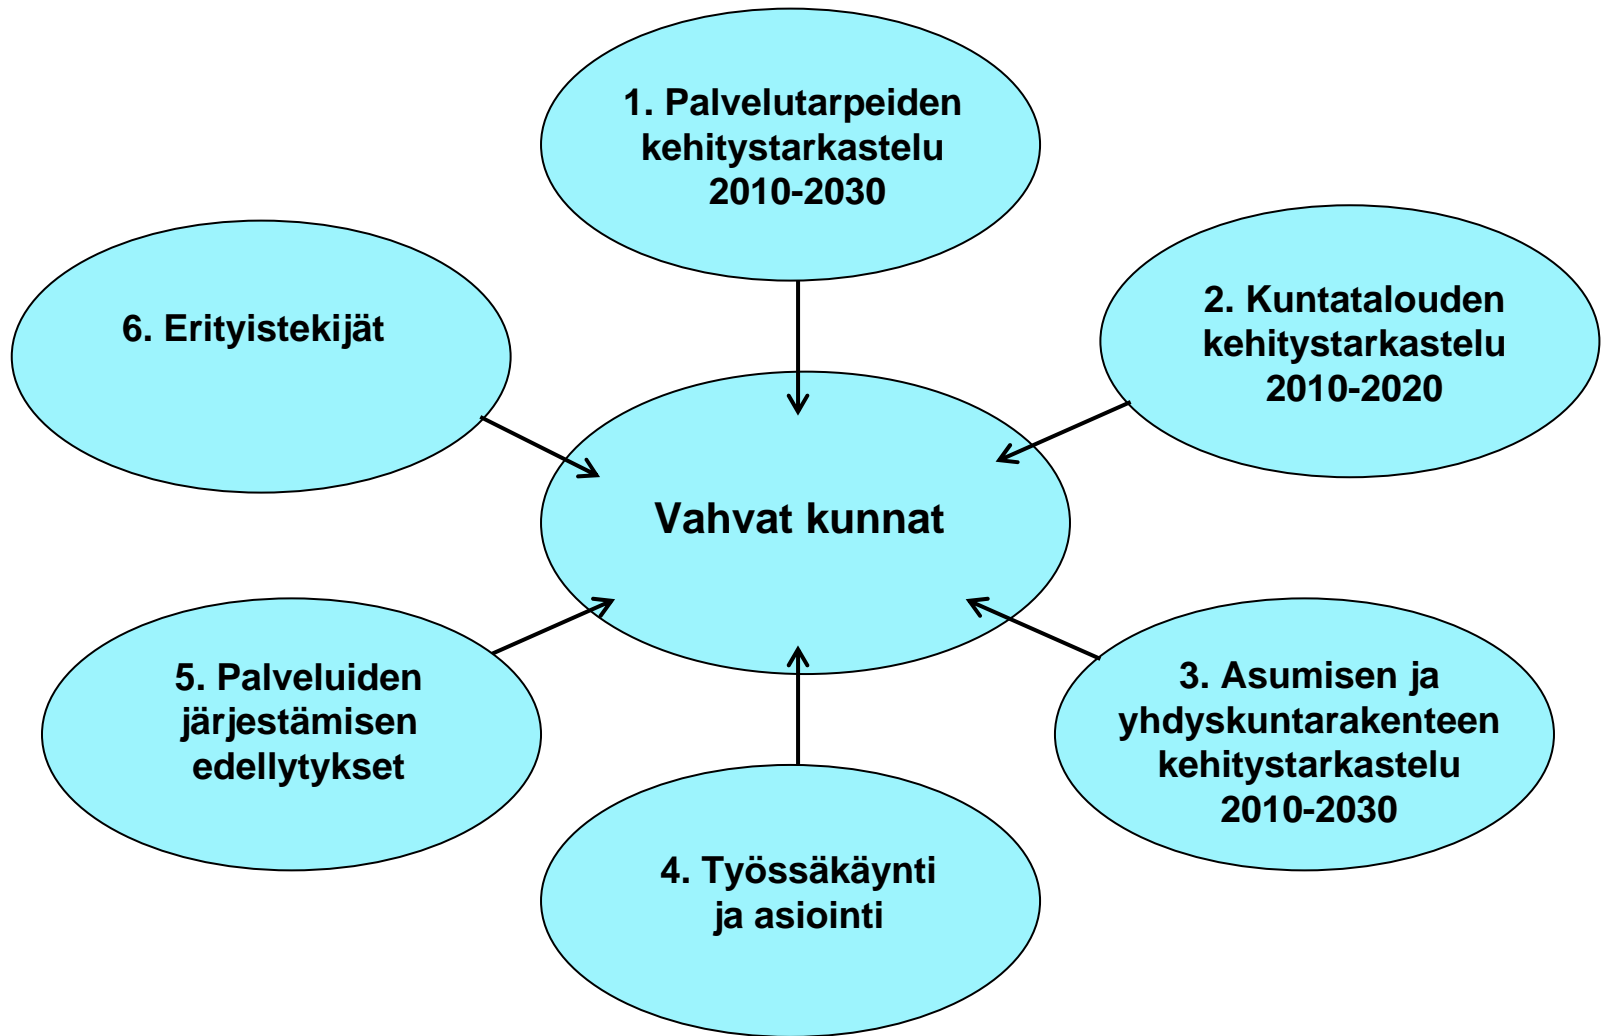 1. Palvelutarpeiden
kehitystarkastelu
2010-2030
2. Kuntatalouden
kehitystarkastelu
2010-2020
3. Asumisen ja
yhdyskuntarakenteen
kehitystarkastelu
2010-2030
4. Työssäkäynti
ja asiointi
5. Palveluiden
järjestämisen
edellytykset
6. Erityistekijät
Vahvat kunnat